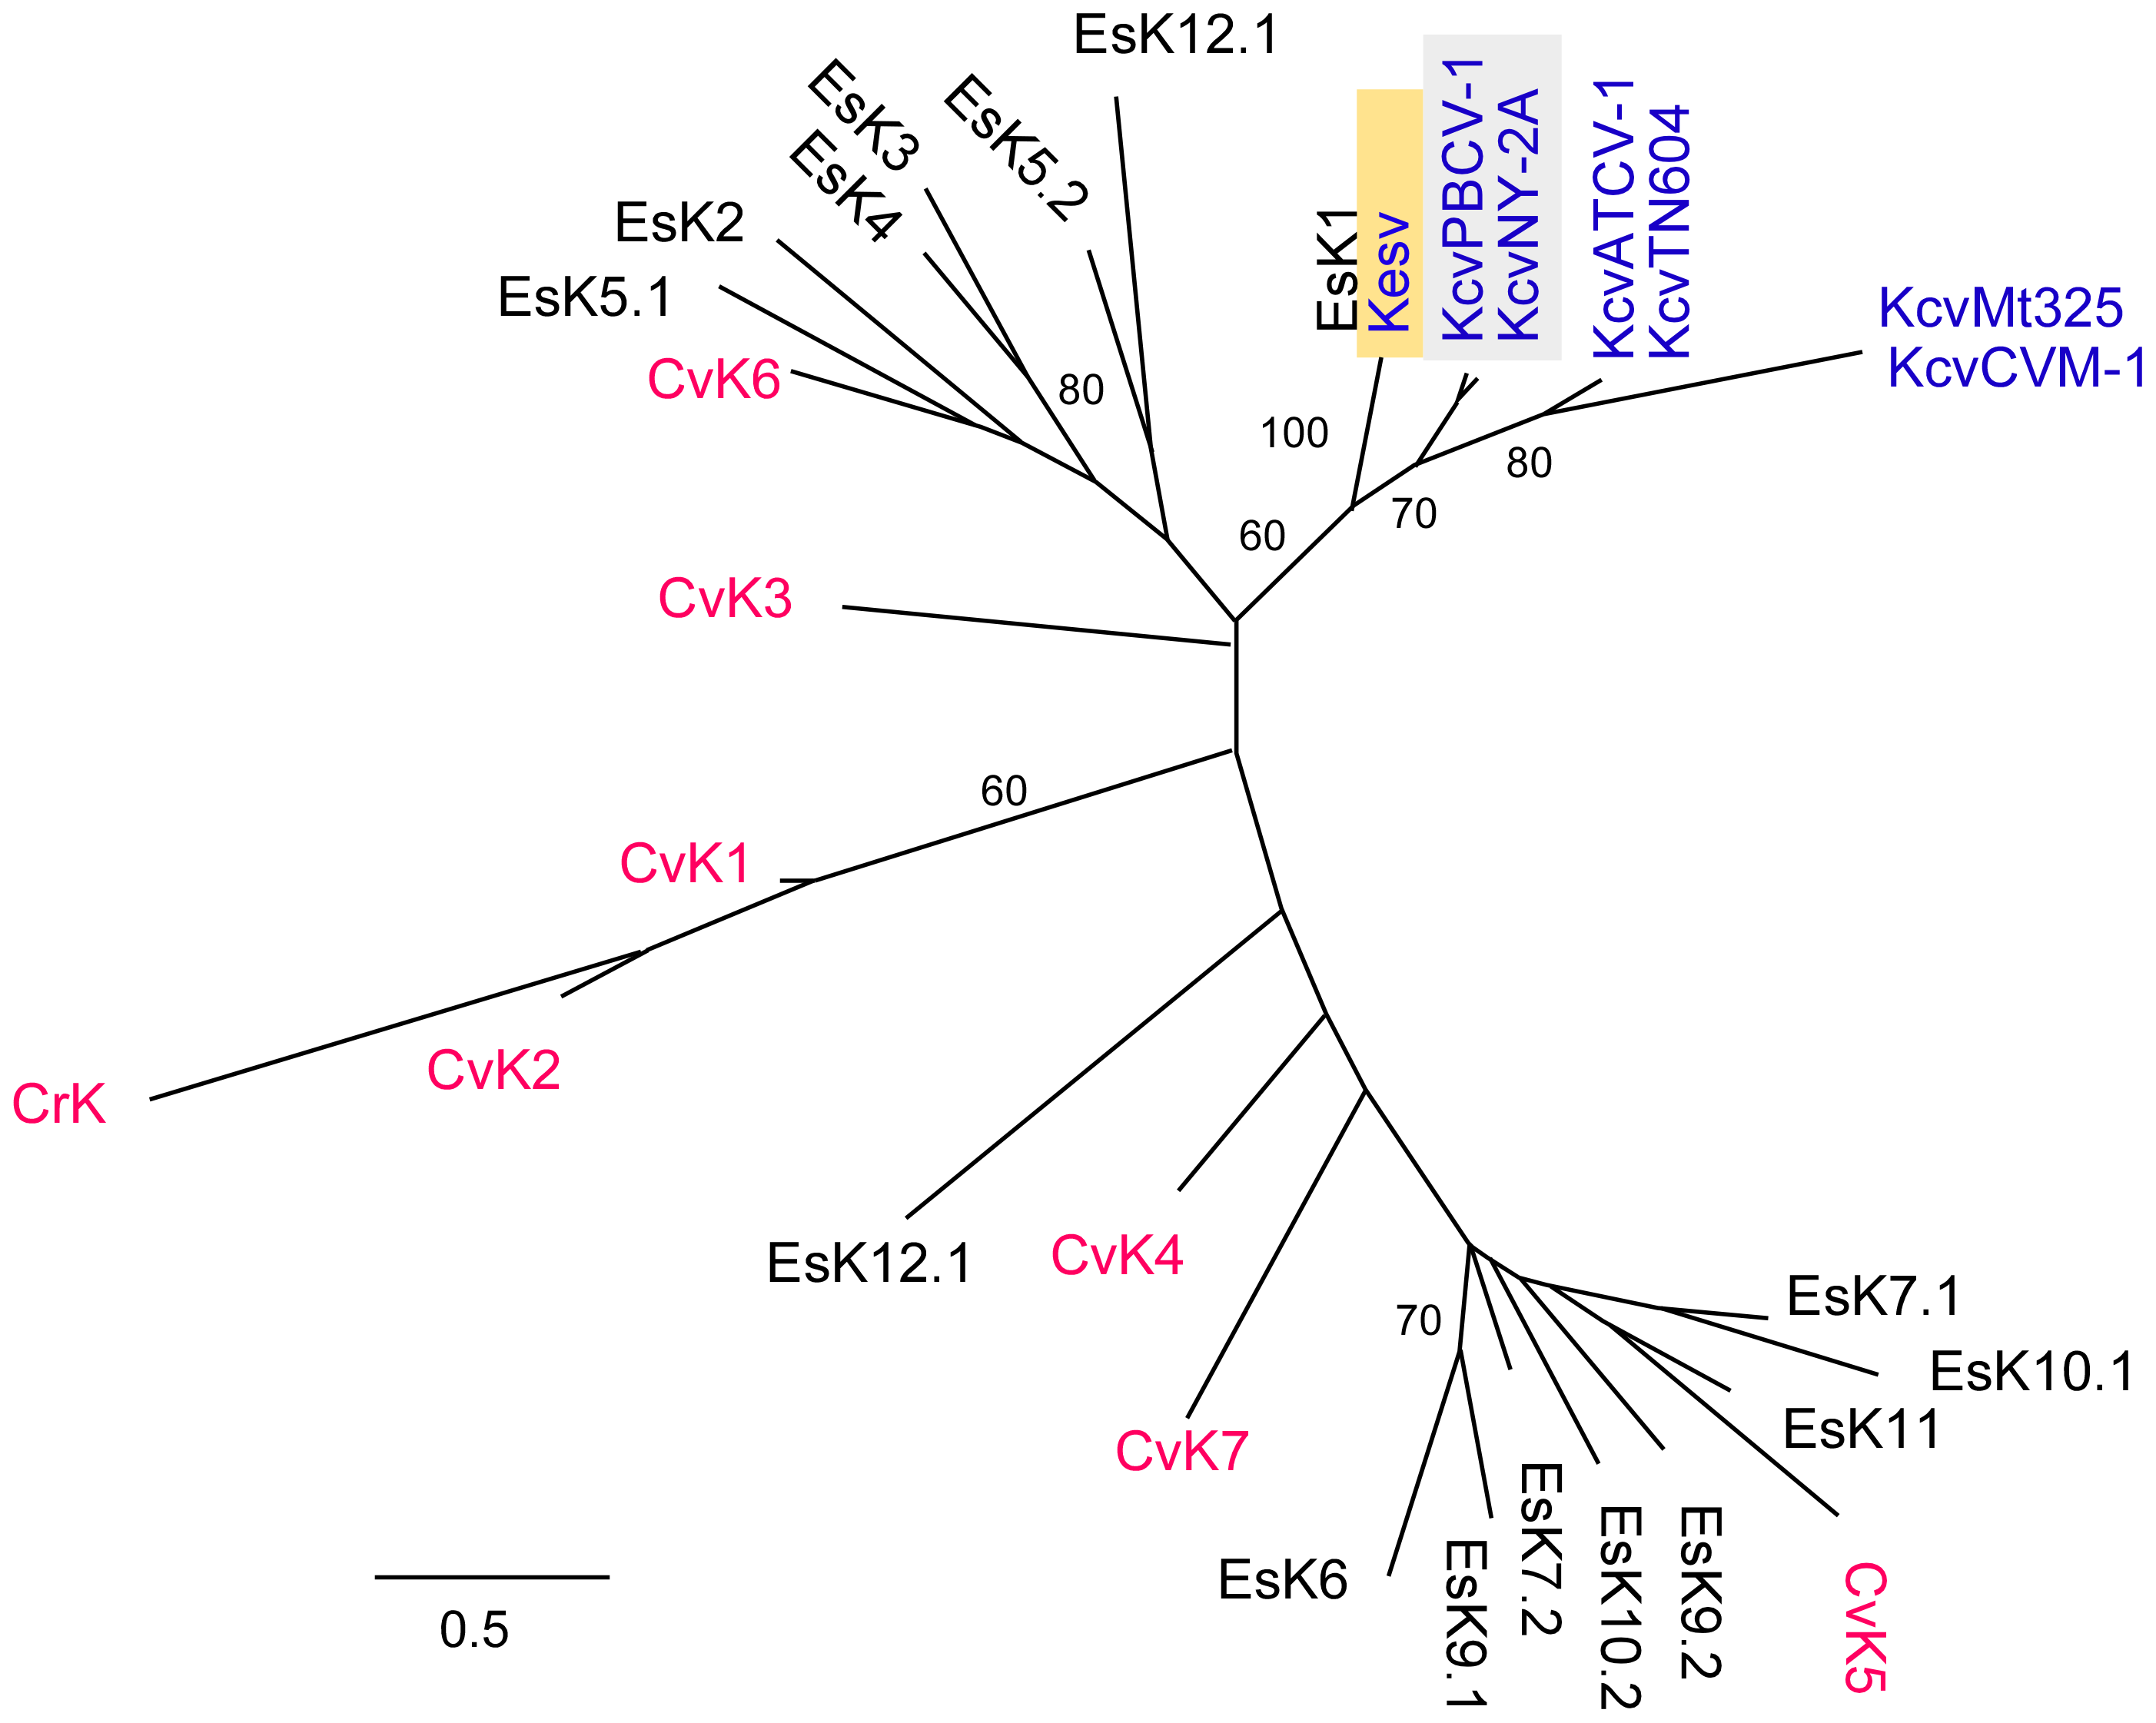 EsK12.1
EsK3
EsK4
EsK5.2
EsK2
EsK5.1
CvK6
EsK1
Kesv
KcvPBCV-1
KcvNY-2A
KcvATCV-1
KcvTN604
KcvMt325
KcvCVM-1
80
100
80
70
60
CvK3
60
CvK1
CvK2
CrK
EsK12.1
CvK4
CvK7
70
EsK7.1
EsK10.1
EsK11
EsK6
EsK9.1
EsK7.2
EsK10.2
EsK9.2
CvK5
0.5